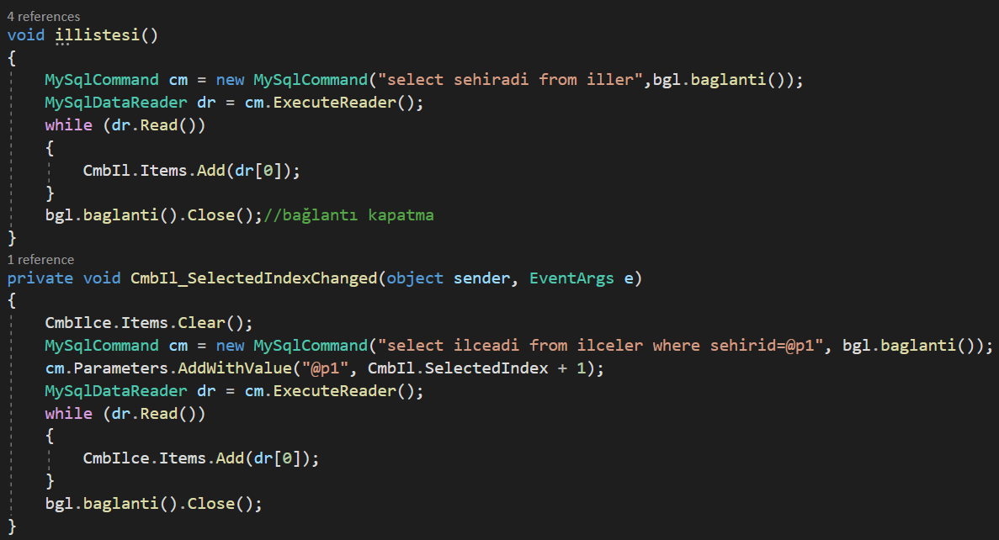 4 references
void illistesi()
{
    MySqlCommand cm = new MySqlCommand("select sehiradi from iller",bgl.baglanti());
    MySqlDataReader dr = cm.ExecuteReader();
    while (dr.Read())
    {
        CmbIl.Items.Add(dr[0]);
    }
    bgl.baglanti().Close();//bağlantı kapatma
}
1 reference
private void CmbIl_SelectedIndexChanged(object sender, EventArgs e)
{
    CmbIlce.Items.Clear();
    MySqlCommand cm = new MySqlCommand("select ilceadi from ilceler where sehirid=@p1", bgl.baglanti());
    cm.Parameters.AddWithValue("@p1", CmbIl.SelectedIndex + 1);
    MySqlDataReader dr = cm.ExecuteReader();
    while (dr.Read())
    {
        CmbIlce.Items.Add(dr[0]);
    }
    bgl.baglanti().Close();
}